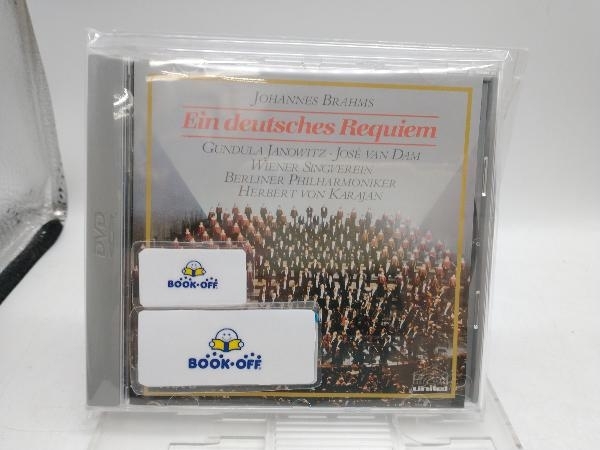 JOHANNES BRAHMS
Ein deutsches Requiem
GUNDULA JANOWITZ · JOSÉ VAN DAM
WIENER SINGVEREIN
BERLINER PHILHARMONIKER
HERBERT VON KARAJAN
DVD
BOOK·OFF
BOOK·OFF
united